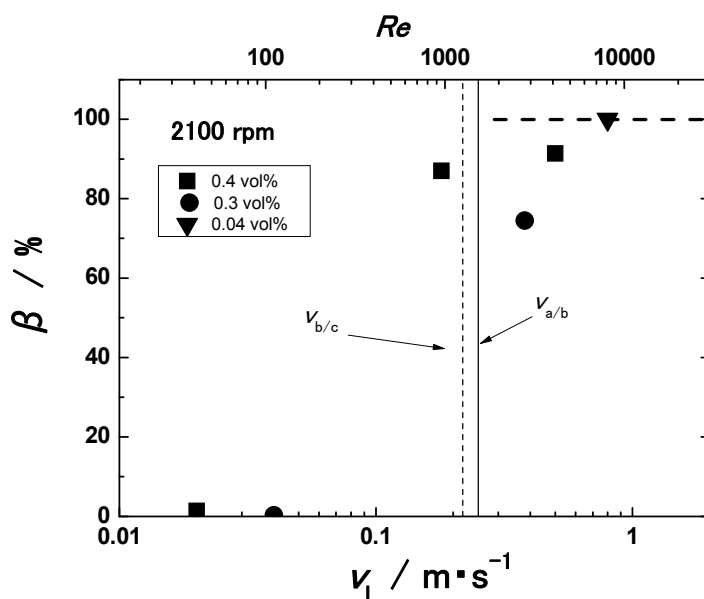 Re
100 1000 10000
100
80
60
40
20
0
β / %
2100 rpm
0.4 vol%
0.3 vol%
0.04 vol%
v_b/c
v_a/b
0.01 0.1 1
v_l / m·s⁻¹